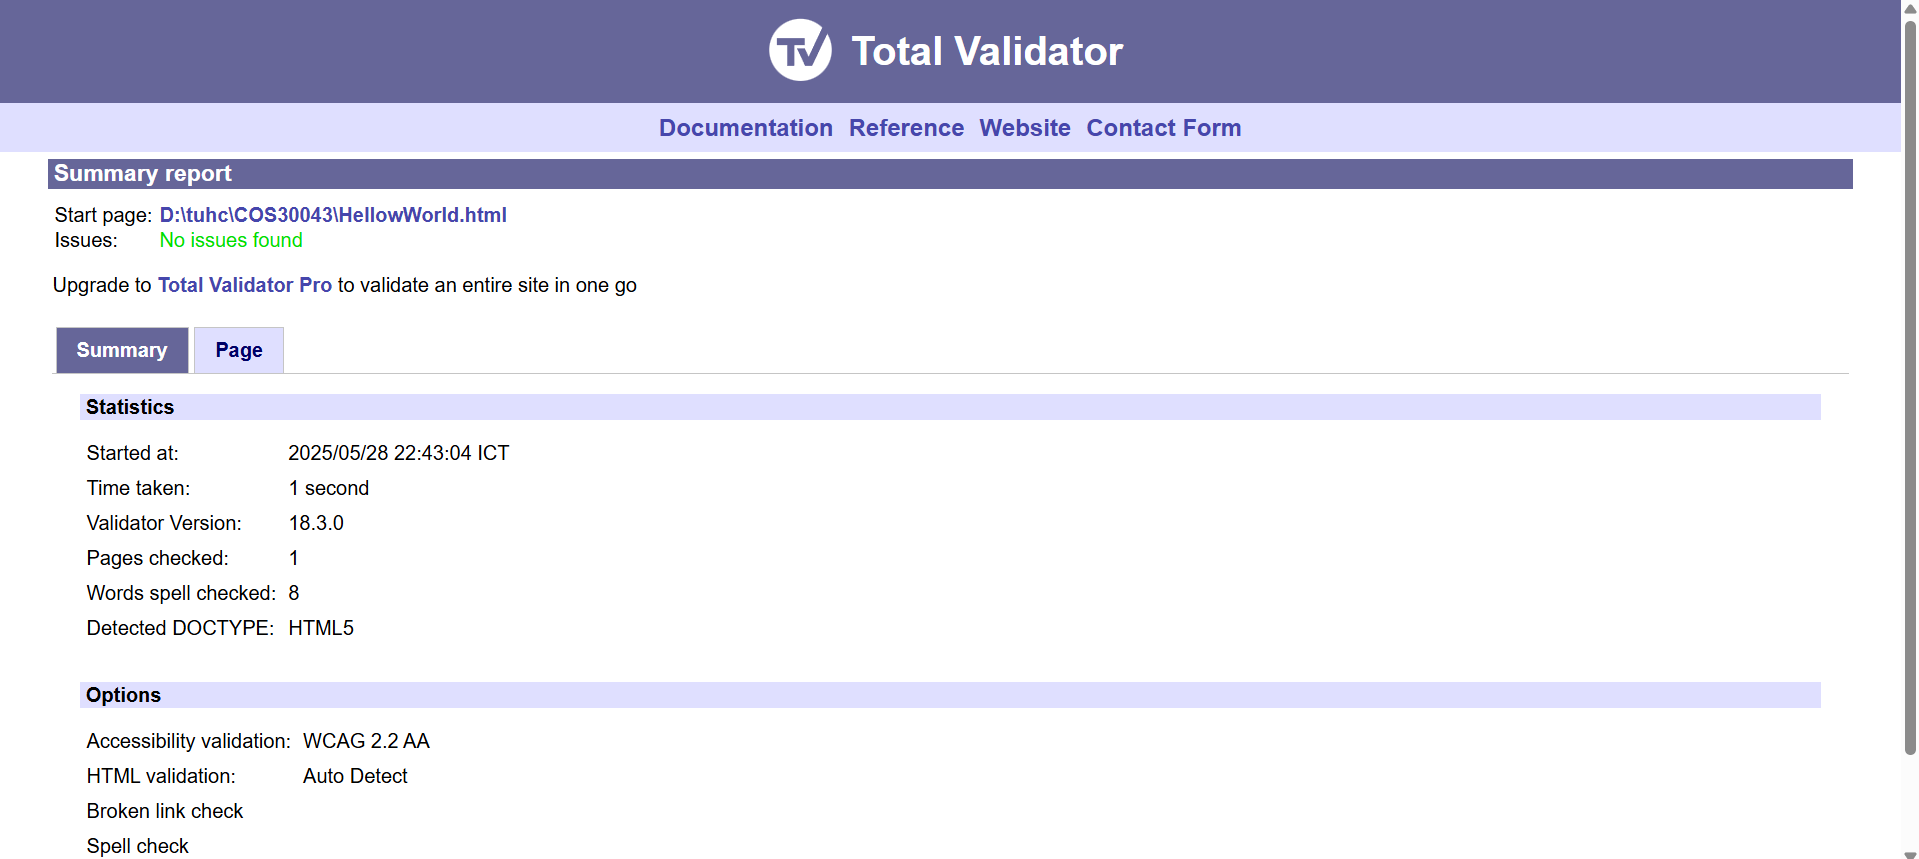 TV Total Validator
Documentation Reference Website Contact Form
Summary report
Start page: D:\tuhc\COS30043\HellowWorld.html
Issues: No issues found
Upgrade to Total Validator Pro to validate an entire site in one go
Summary Page
Statistics
Started at: 2025/05/28 22:43:04 ICT
Time taken: 1 second
Validator Version: 18.3.0
Pages checked: 1
Words spell checked: 8
Detected DOCTYPE: HTML5
Options
Accessibility validation: WCAG 2.2 AA
HTML validation: Auto Detect
Broken link check
Spell check